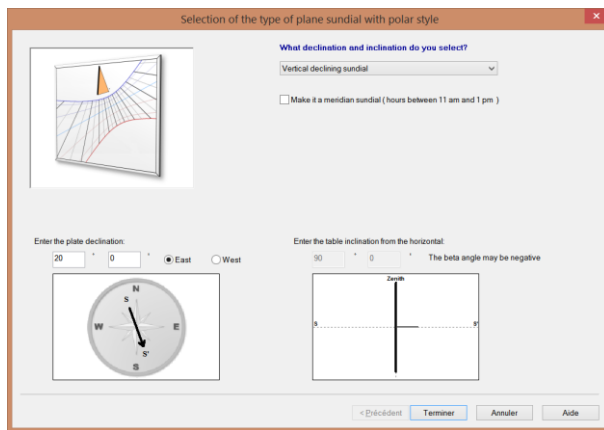 Selection of the type of plane sundial with polar style
x
What declination and inclination do you select?
Vertical declining sundial
Make it a meridian sundial ( hours between 11 am and 1 pm )
Enter the plate declination:
20 ° 0 ' East West
Enter the table inclination from the horizontal:
90 ° 0 ' The beta angle may be negative
N
S
W E
S'
S
Zenith
S S'
< Précédent Terminer Annuler Aide